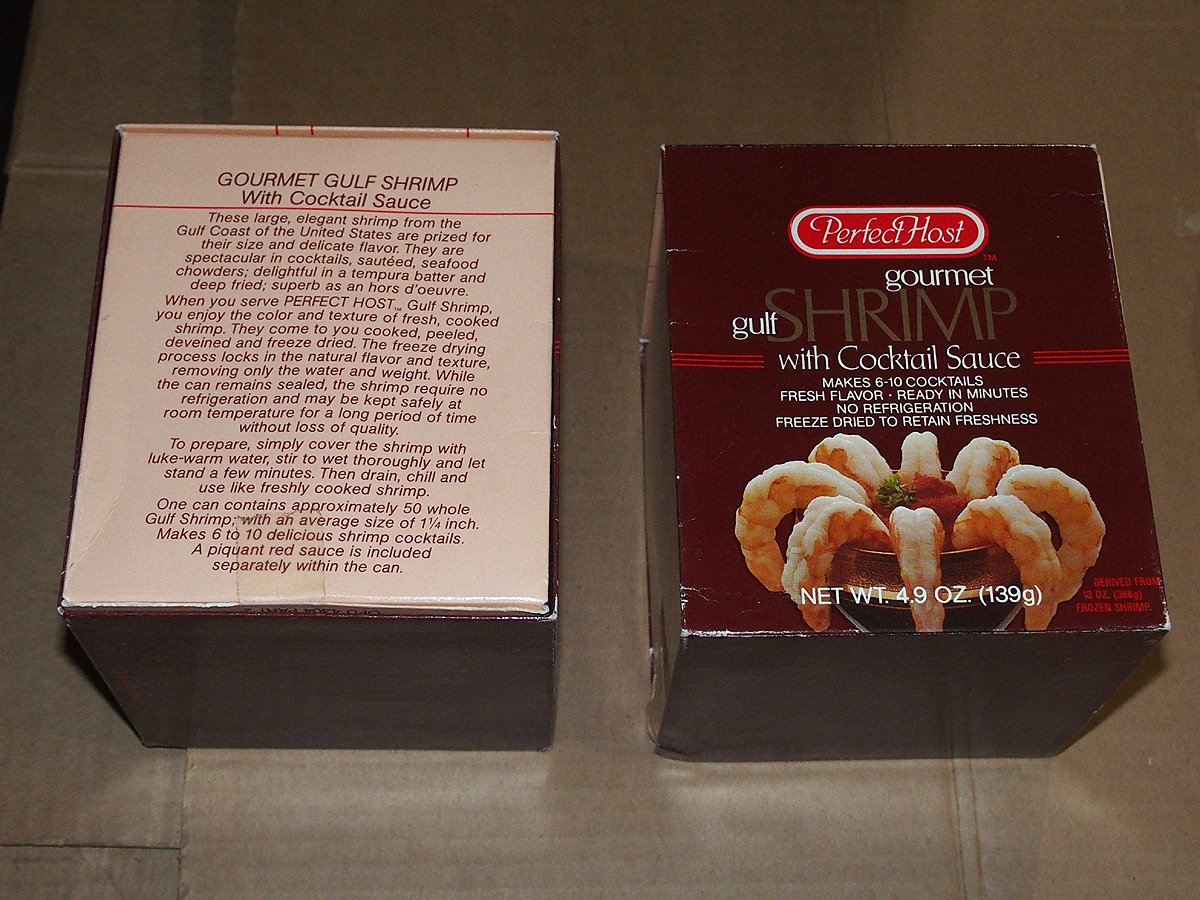 GOURMET GULF SHRIMP
With Cocktail Sauce
These large, elegant shrimp from the
Gulf Coast of the United States are prized for
their size and delicate flavor. They are
spectacular in cocktails, sautéed, seafood
chowders; delightful in a tempura batter and
deep fried; superb as an hors d'oeuvre.
When you serve PERFECT HOST™ Gulf Shrimp,
you enjoy the color and texture of fresh, cooked
shrimp. They come to you cooked, peeled,
deveined and freeze dried. The freeze drying
process locks in the natural flavor and texture,
removing only the water and weight. While
the can remains sealed, the shrimp require no
refrigeration and may be kept safely at
room temperature for a long period of time
without loss of quality.
To prepare, simply cover the shrimp with
luke-warm water, stir to wet thoroughly and let
stand a few minutes. Then drain, chill and
use like freshly cooked shrimp.
One can contains approximately 50 whole
Gulf Shrimp; with an average size of 1¼ inch.
Makes 6 to 10 delicious shrimp cocktails.
A piquant red sauce is included
separately within the can.
Perfect Host
TM
gourmet
gulf SHRIMP
with Cocktail Sauce
MAKES 6-10 COCKTAILS
FRESH FLAVOR · READY IN MINUTES
NO REFRIGERATION
FREEZE DRIED TO RETAIN FRESHNESS
NET WT. 4.9 OZ. (139g)
DERIVED FROM
13 OZ. (368g)
FROZEN SHRIMP.